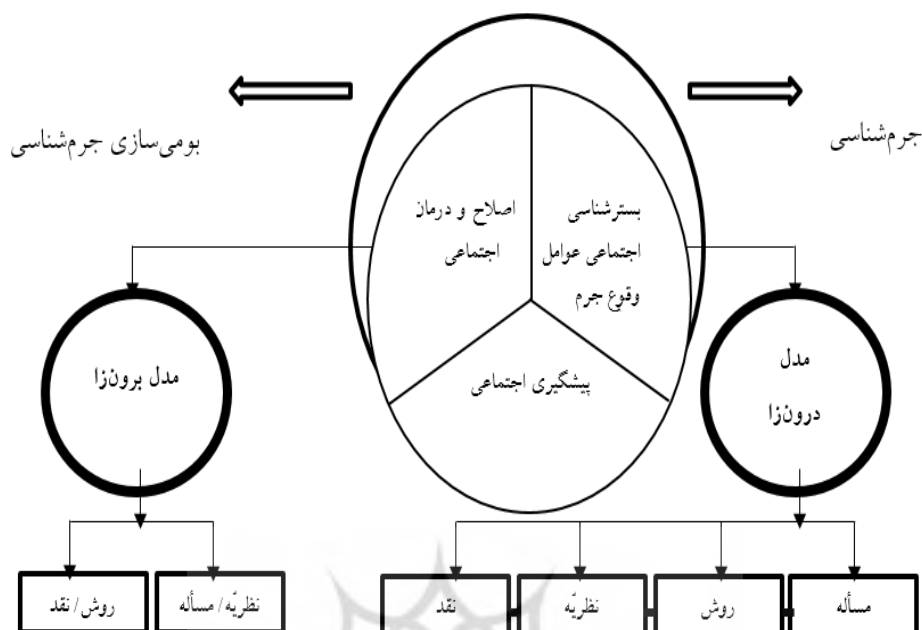 جرم‌شناسی
بومی‌سازی جرم‌شناسی
بسترشناسی
اجتماعی عوامل
وقوع جرم
اصلاح و درمان
اجتماعی
پیشگیری اجتماعی
مدل
درون‌زا
مدل برون‌زا
مسأله
روش
نظریّه
نقد
نظریّه/ مسأله
روش/ نقد